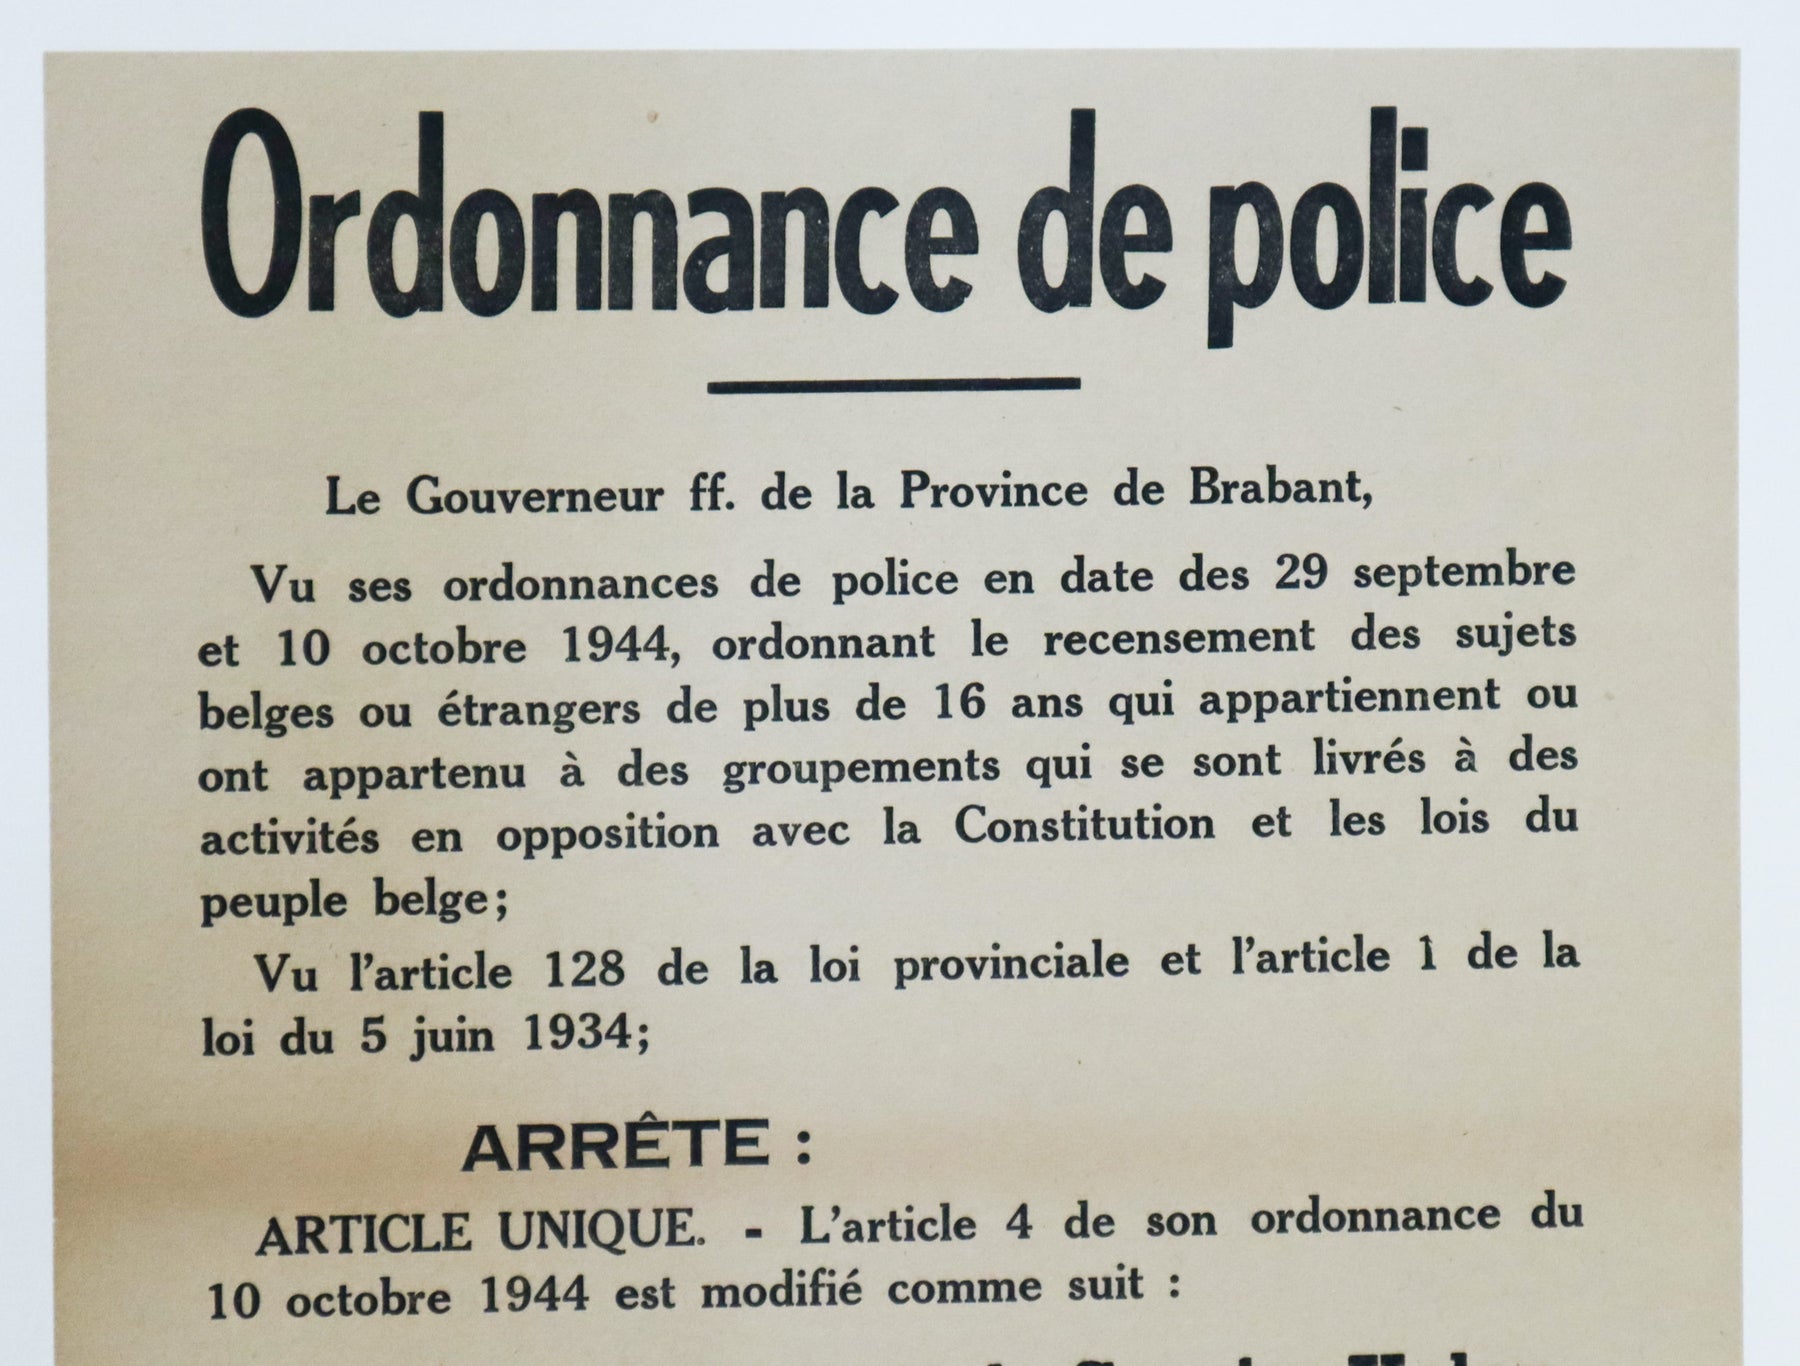 Ordonnance de police
Le Gouverneur ff. de la Province de Brabant,
Vu ses ordonnances de police en date des 29 septembre
et 10 octobre 1944, ordonnant le recensement des sujets
belges ou étrangers de plus de 16 ans qui appartiennent ou
ont appartenu à des groupements qui se sont livrés à des
activités en opposition avec la Constitution et les lois du
peuple belge;
Vu l'article 128 de la loi provinciale et l'article 1 de la
loi du 5 juin 1934;
ARRÊTE :
ARTICLE UNIQUE. - L'article 4 de son ordonnance du
10 octobre 1944 est modifié comme suit :